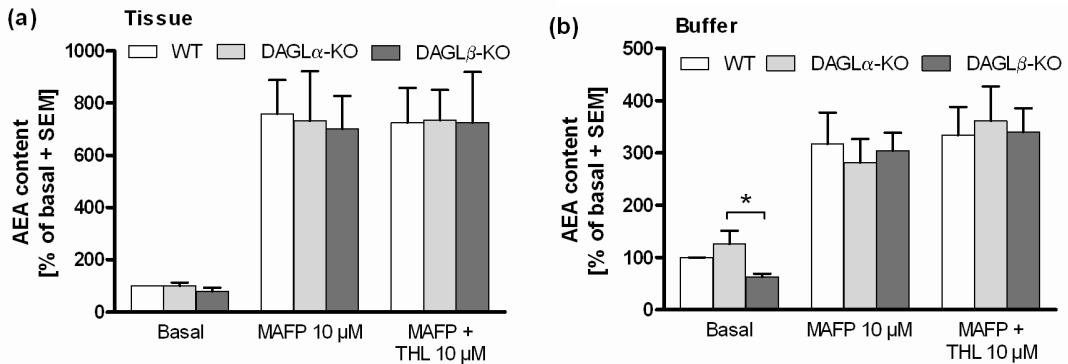 (a) Tissue
AEA content
[% of basal + SEM]
1000
800
600
400
200
0
WT DAGLα-KO DAGLβ-KO
Basal MAFP 10 µM MAFP +
THL 10 µM
(b) Buffer
AEA content
[% of basal + SEM]
500
400
300
200
100
0
WT DAGLα-KO DAGLβ-KO
*
Basal MAFP 10 µM MAFP +
THL 10 µM